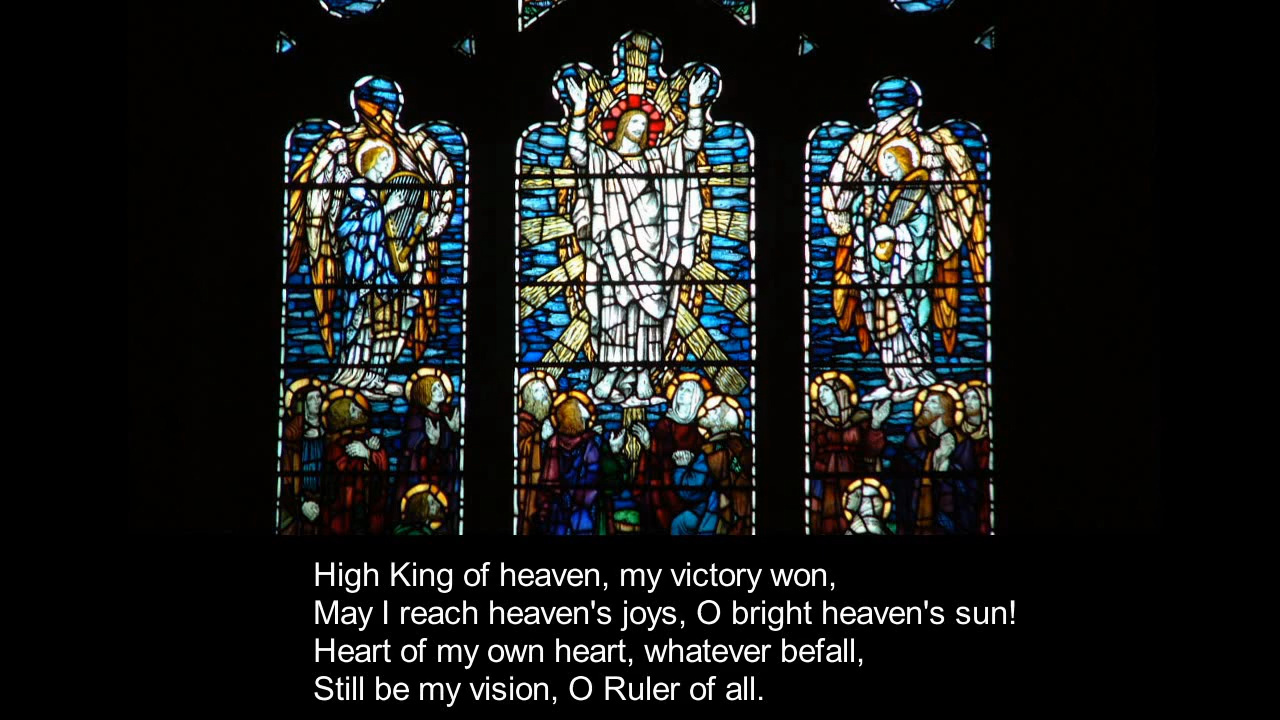 High King of heaven, my victory won,
May I reach heaven's joys, O bright heaven's sun!
Heart of my own heart, whatever befall,
Still be my vision, O Ruler of all.